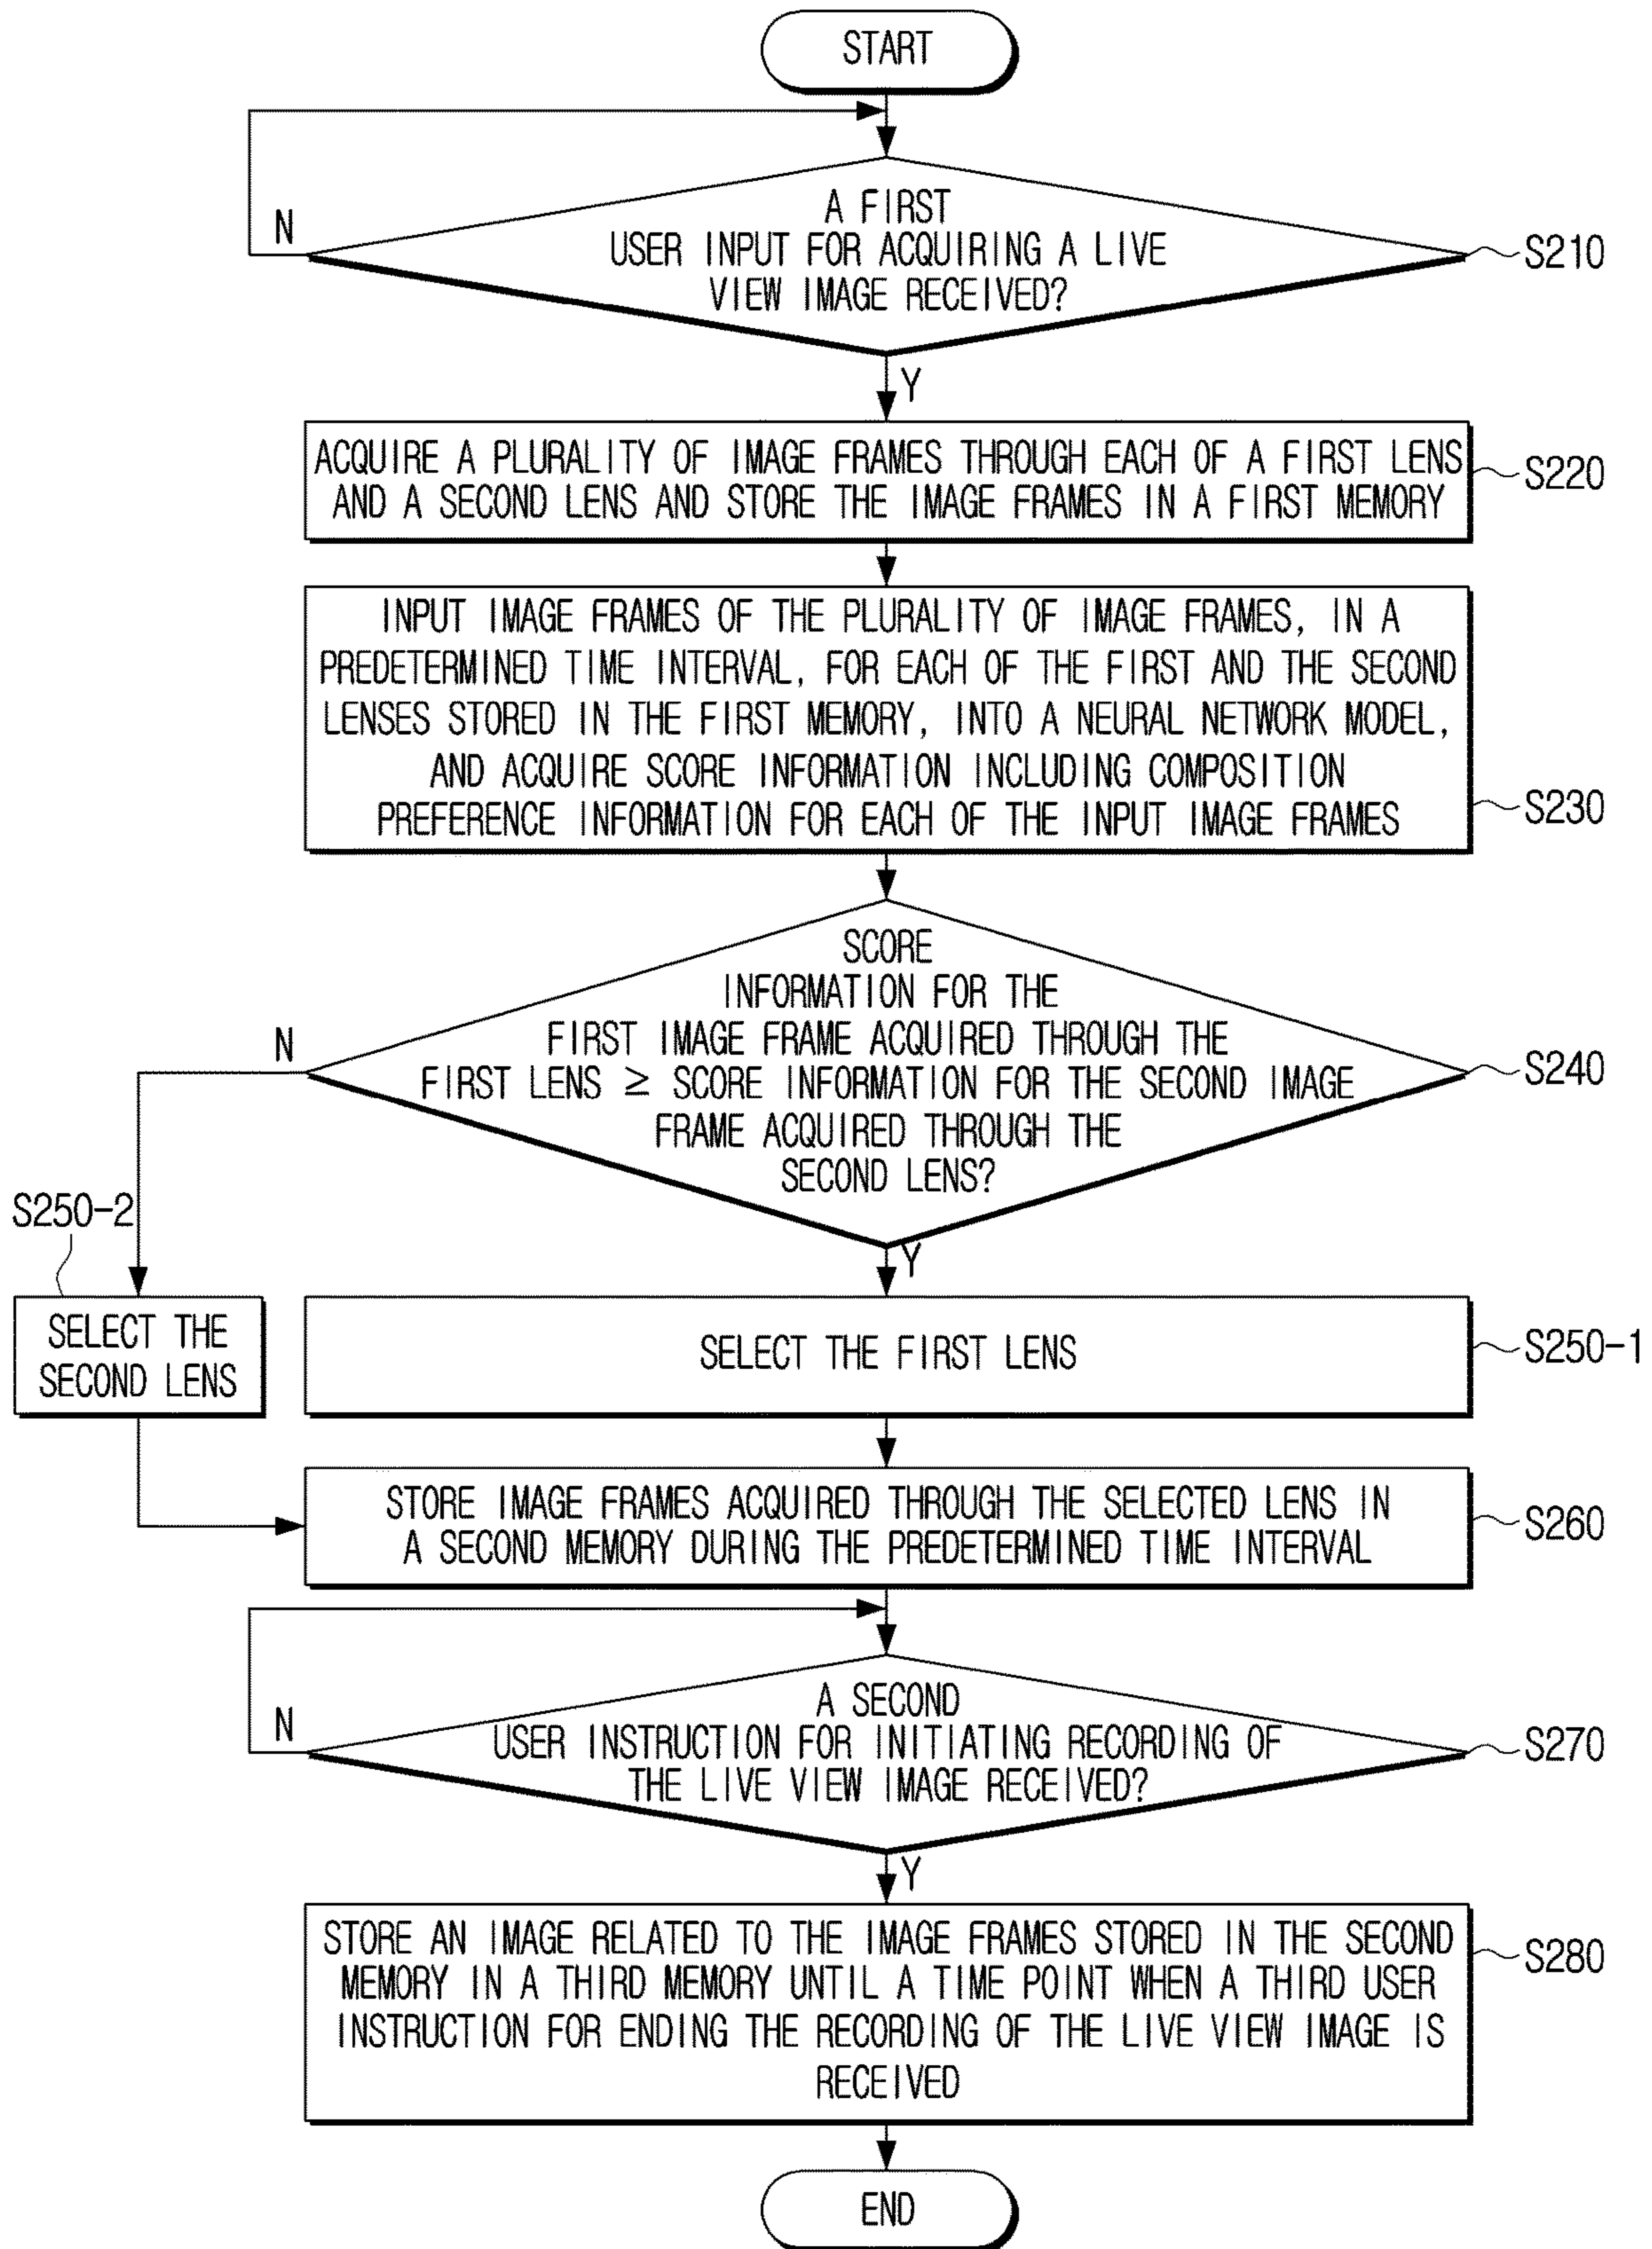 START
N
A FIRST
USER INPUT FOR ACQUIRING A LIVE
VIEW IMAGE RECEIVED?
S210
Y
ACQUIRE A PLURALITY OF IMAGE FRAMES THROUGH EACH OF A FIRST LENS
AND A SECOND LENS AND STORE THE IMAGE FRAMES IN A FIRST MEMORY
S220
INPUT IMAGE FRAMES OF THE PLURALITY OF IMAGE FRAMES, IN A
PREDETERMINED TIME INTERVAL, FOR EACH OF THE FIRST AND THE SECOND
LENSES STORED IN THE FIRST MEMORY, INTO A NEURAL NETWORK MODEL,
AND ACQUIRE SCORE INFORMATION INCLUDING COMPOSITION
PREFERENCE INFORMATION FOR EACH OF THE INPUT IMAGE FRAMES
S230
SCORE
INFORMATION FOR THE
FIRST IMAGE FRAME ACQUIRED THROUGH THE
FIRST LENS ≥ SCORE INFORMATION FOR THE SECOND IMAGE
FRAME ACQUIRED THROUGH THE
SECOND LENS?
N
S240
Y
S250-2
SELECT THE
SECOND LENS
SELECT THE FIRST LENS
S250-1
STORE IMAGE FRAMES ACQUIRED THROUGH THE SELECTED LENS IN
A SECOND MEMORY DURING THE PREDETERMINED TIME INTERVAL
S260
N
A SECOND
USER INSTRUCTION FOR INITIATING RECORDING OF
THE LIVE VIEW IMAGE RECEIVED?
S270
Y
STORE AN IMAGE RELATED TO THE IMAGE FRAMES STORED IN THE SECOND
MEMORY IN A THIRD MEMORY UNTIL A TIME POINT WHEN A THIRD USER
INSTRUCTION FOR ENDING THE RECORDING OF THE LIVE VIEW IMAGE IS
RECEIVED
S280
END